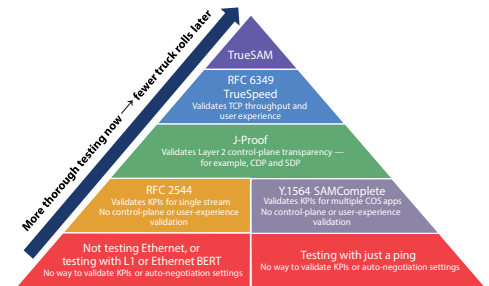 More thorough testing now → fewer truck rolls later
TrueSAM
RFC 6349
TrueSpeed
Validates TCP throughput and
user experience
J-Proof
Validates Layer 2 control-plane transparency —
for example, CDP and SDP
RFC 2544
Validates KPIs for single stream
No control-plane or user-experience
validation
Y.1564 SAMComplete
Validates KPIs for multiple COS apps
No control-plane or user-experience
validation
Not testing Ethernet, or
testing with L1 or Ethernet BERT
No way to validate KPIs or auto-negotiation settings
Testing with just a ping
No way to validate KPIs or auto-negotiation settings